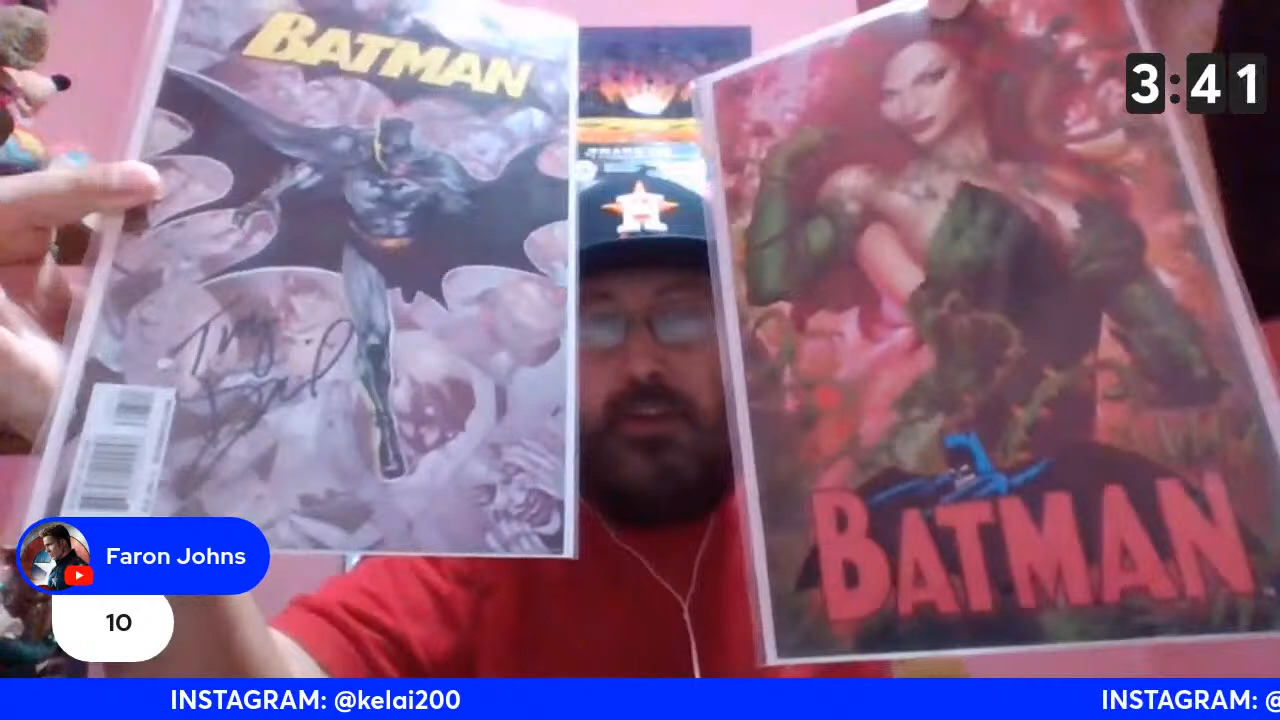 BATMAN
3:41
H
BATMAN
Faron Johns
10
INSTAGRAM: @kelai200
INSTAGRAM: @